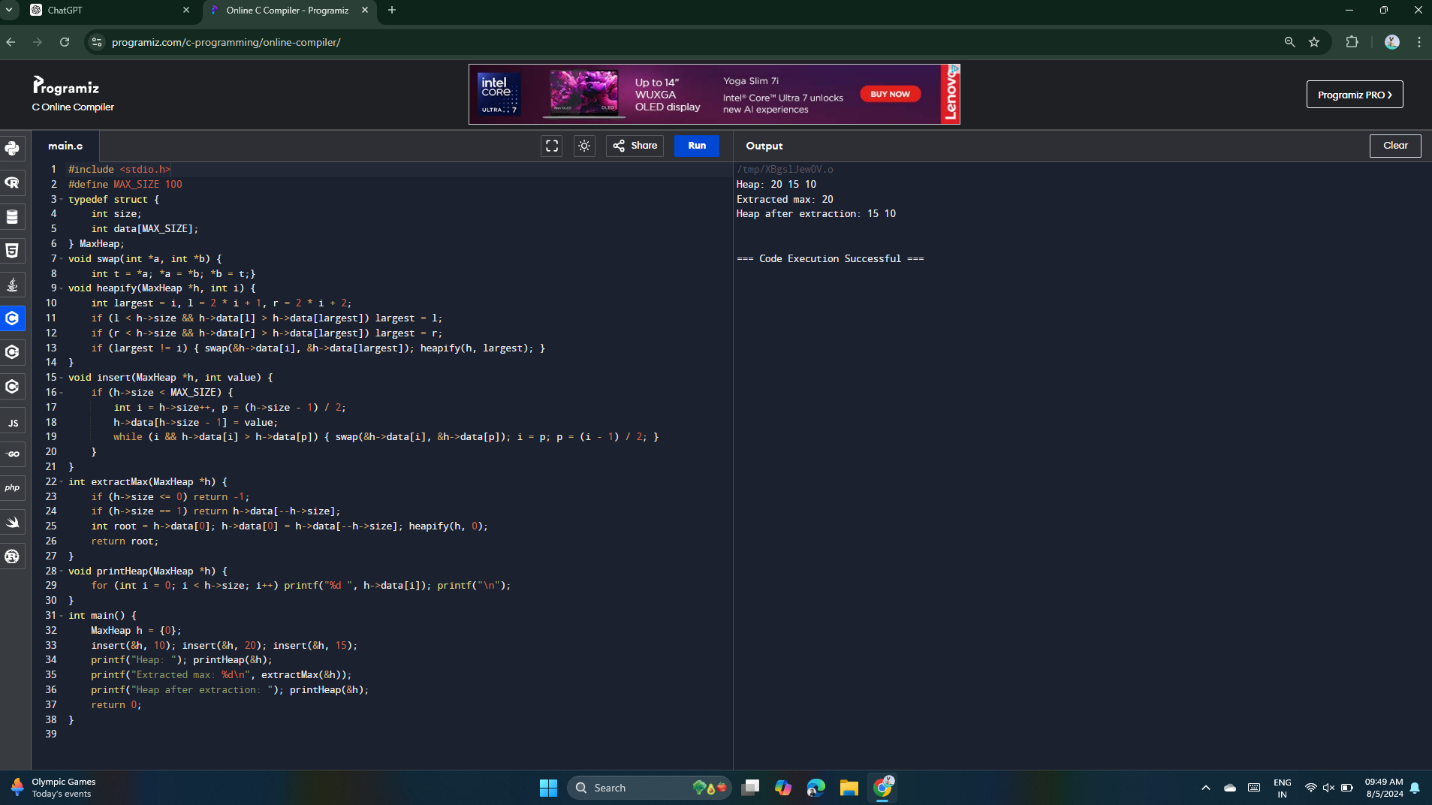 ChatGPT
Online C Compiler - Programiz
programiz.com/c-programming/online-compiler/
Programiz
C Online Compiler
intel
CORE
ULTRA 7
Up to 14”
WUXGA
OLED display
Yoga Slim 7i
Intel® Core™ Ultra 7 unlocks
new AI experiences
BUY NOW
Lenovo
Programiz PRO ❯
main.c
Share
Run
Output
Clear
1 #include <stdio.h>
2 #define MAX_SIZE 100
3 typedef struct {
4 int size;
5 int data[MAX_SIZE];
6 } MaxHeap;
7 void swap(int *a, int *b) {
8 int t = *a; *a = *b; *b = t;}
9 void heapify(MaxHeap *h, int i) {
10 int largest = i, l = 2 * i + 1, r = 2 * i + 2;
11 if (l < h->size && h->data[l] > h->data[largest]) largest = l;
12 if (r < h->size && h->data[r] > h->data[largest]) largest = r;
13 if (largest != i) { swap(&h->data[i], &h->data[largest]); heapify(h, largest); }
14 }
15 void insert(MaxHeap *h, int value) {
16 if (h->size < MAX_SIZE) {
17 int i = h->size++, p = (h->size - 1) / 2;
18 h->data[h->size - 1] = value;
19 while (i && h->data[i] > h->data[p]) { swap(&h->data[i], &h->data[p]); i = p; p = (i - 1) / 2; }
20 }
21 }
22 int extractMax(MaxHeap *h) {
23 if (h->size <= 0) return -1;
24 if (h->size == 1) return h->data[--h->size];
25 int root = h->data[0]; h->data[0] = h->data[--h->size]; heapify(h, 0);
26 return root;
27 }
28 void printHeap(MaxHeap *h) {
29 for (int i = 0; i < h->size; i++) printf("%d ", h->data[i]); printf("\n");
30 }
31 int main() {
32 MaxHeap h = {0};
33 insert(&h, 10); insert(&h, 20); insert(&h, 15);
34 printf("Heap: "); printHeap(&h);
35 printf("Extracted max: %d\n", extractMax(&h));
36 printf("Heap after extraction: "); printHeap(&h);
37 return 0;
38 }
39
/tmp/XBgslJewOV.o
Heap: 20 15 10
Extracted max: 20
Heap after extraction: 15 10
=== Code Execution Successful ===
JS
GO
php
Olympic Games
Today's events
Search
ENG
IN
09:49 AM
8/5/2024